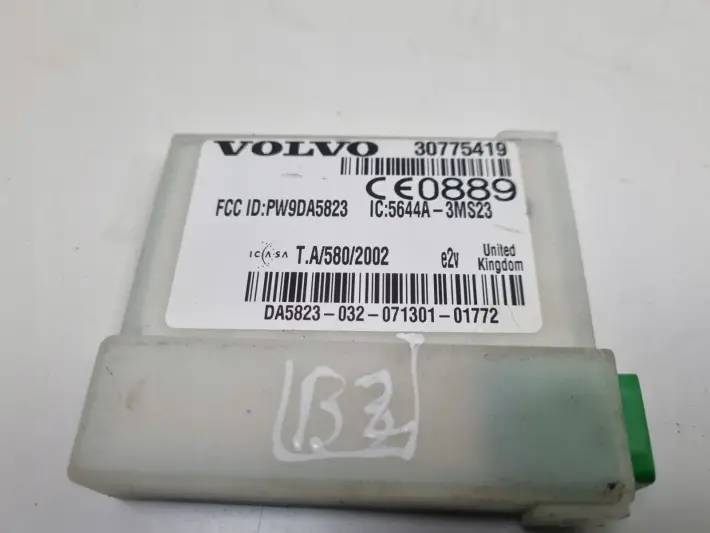 VOLVO 30775419
CE0889
FCC ID:PW9DA5823 IC:5644A-3MS23
ICASA T.A/580/2002 e2v United Kingdom
DA5823-032-071301-01772
B3